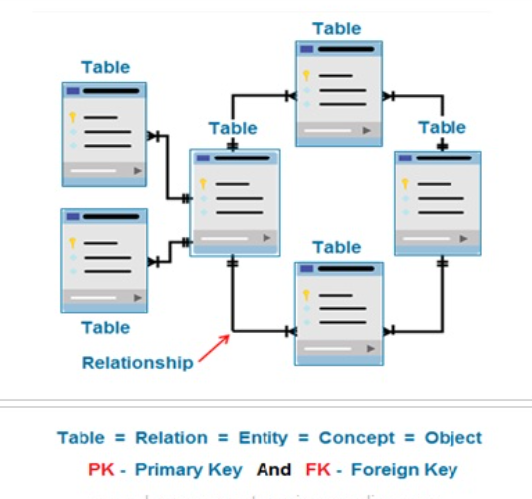 Table
Table
Table
Table
Table
Table
Relationship
Table = Relation = Entity = Concept = Object
PK - Primary Key And FK - Foreign Key